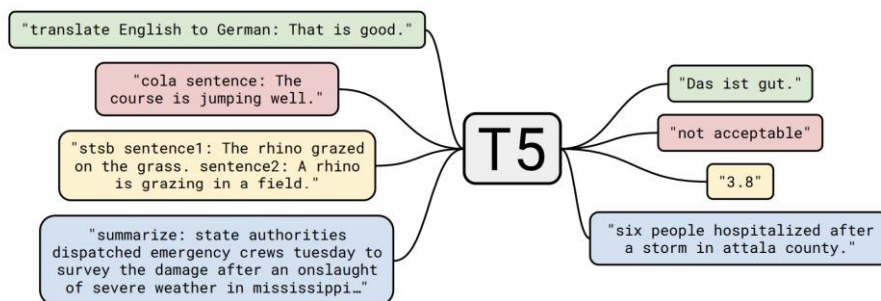 "translate English to German: That is good."
"cola sentence: The
course is jumping well."
"stsb sentence1: The rhino grazed
on the grass. sentence2: A rhino
is grazing in a field."
"summarize: state authorities
dispatched emergency crews tuesday to
survey the damage after an onslaught
of severe weather in mississippi…"
T5
"Das ist gut."
"not acceptable"
"3.8"
"six people hospitalized after
a storm in attala county."